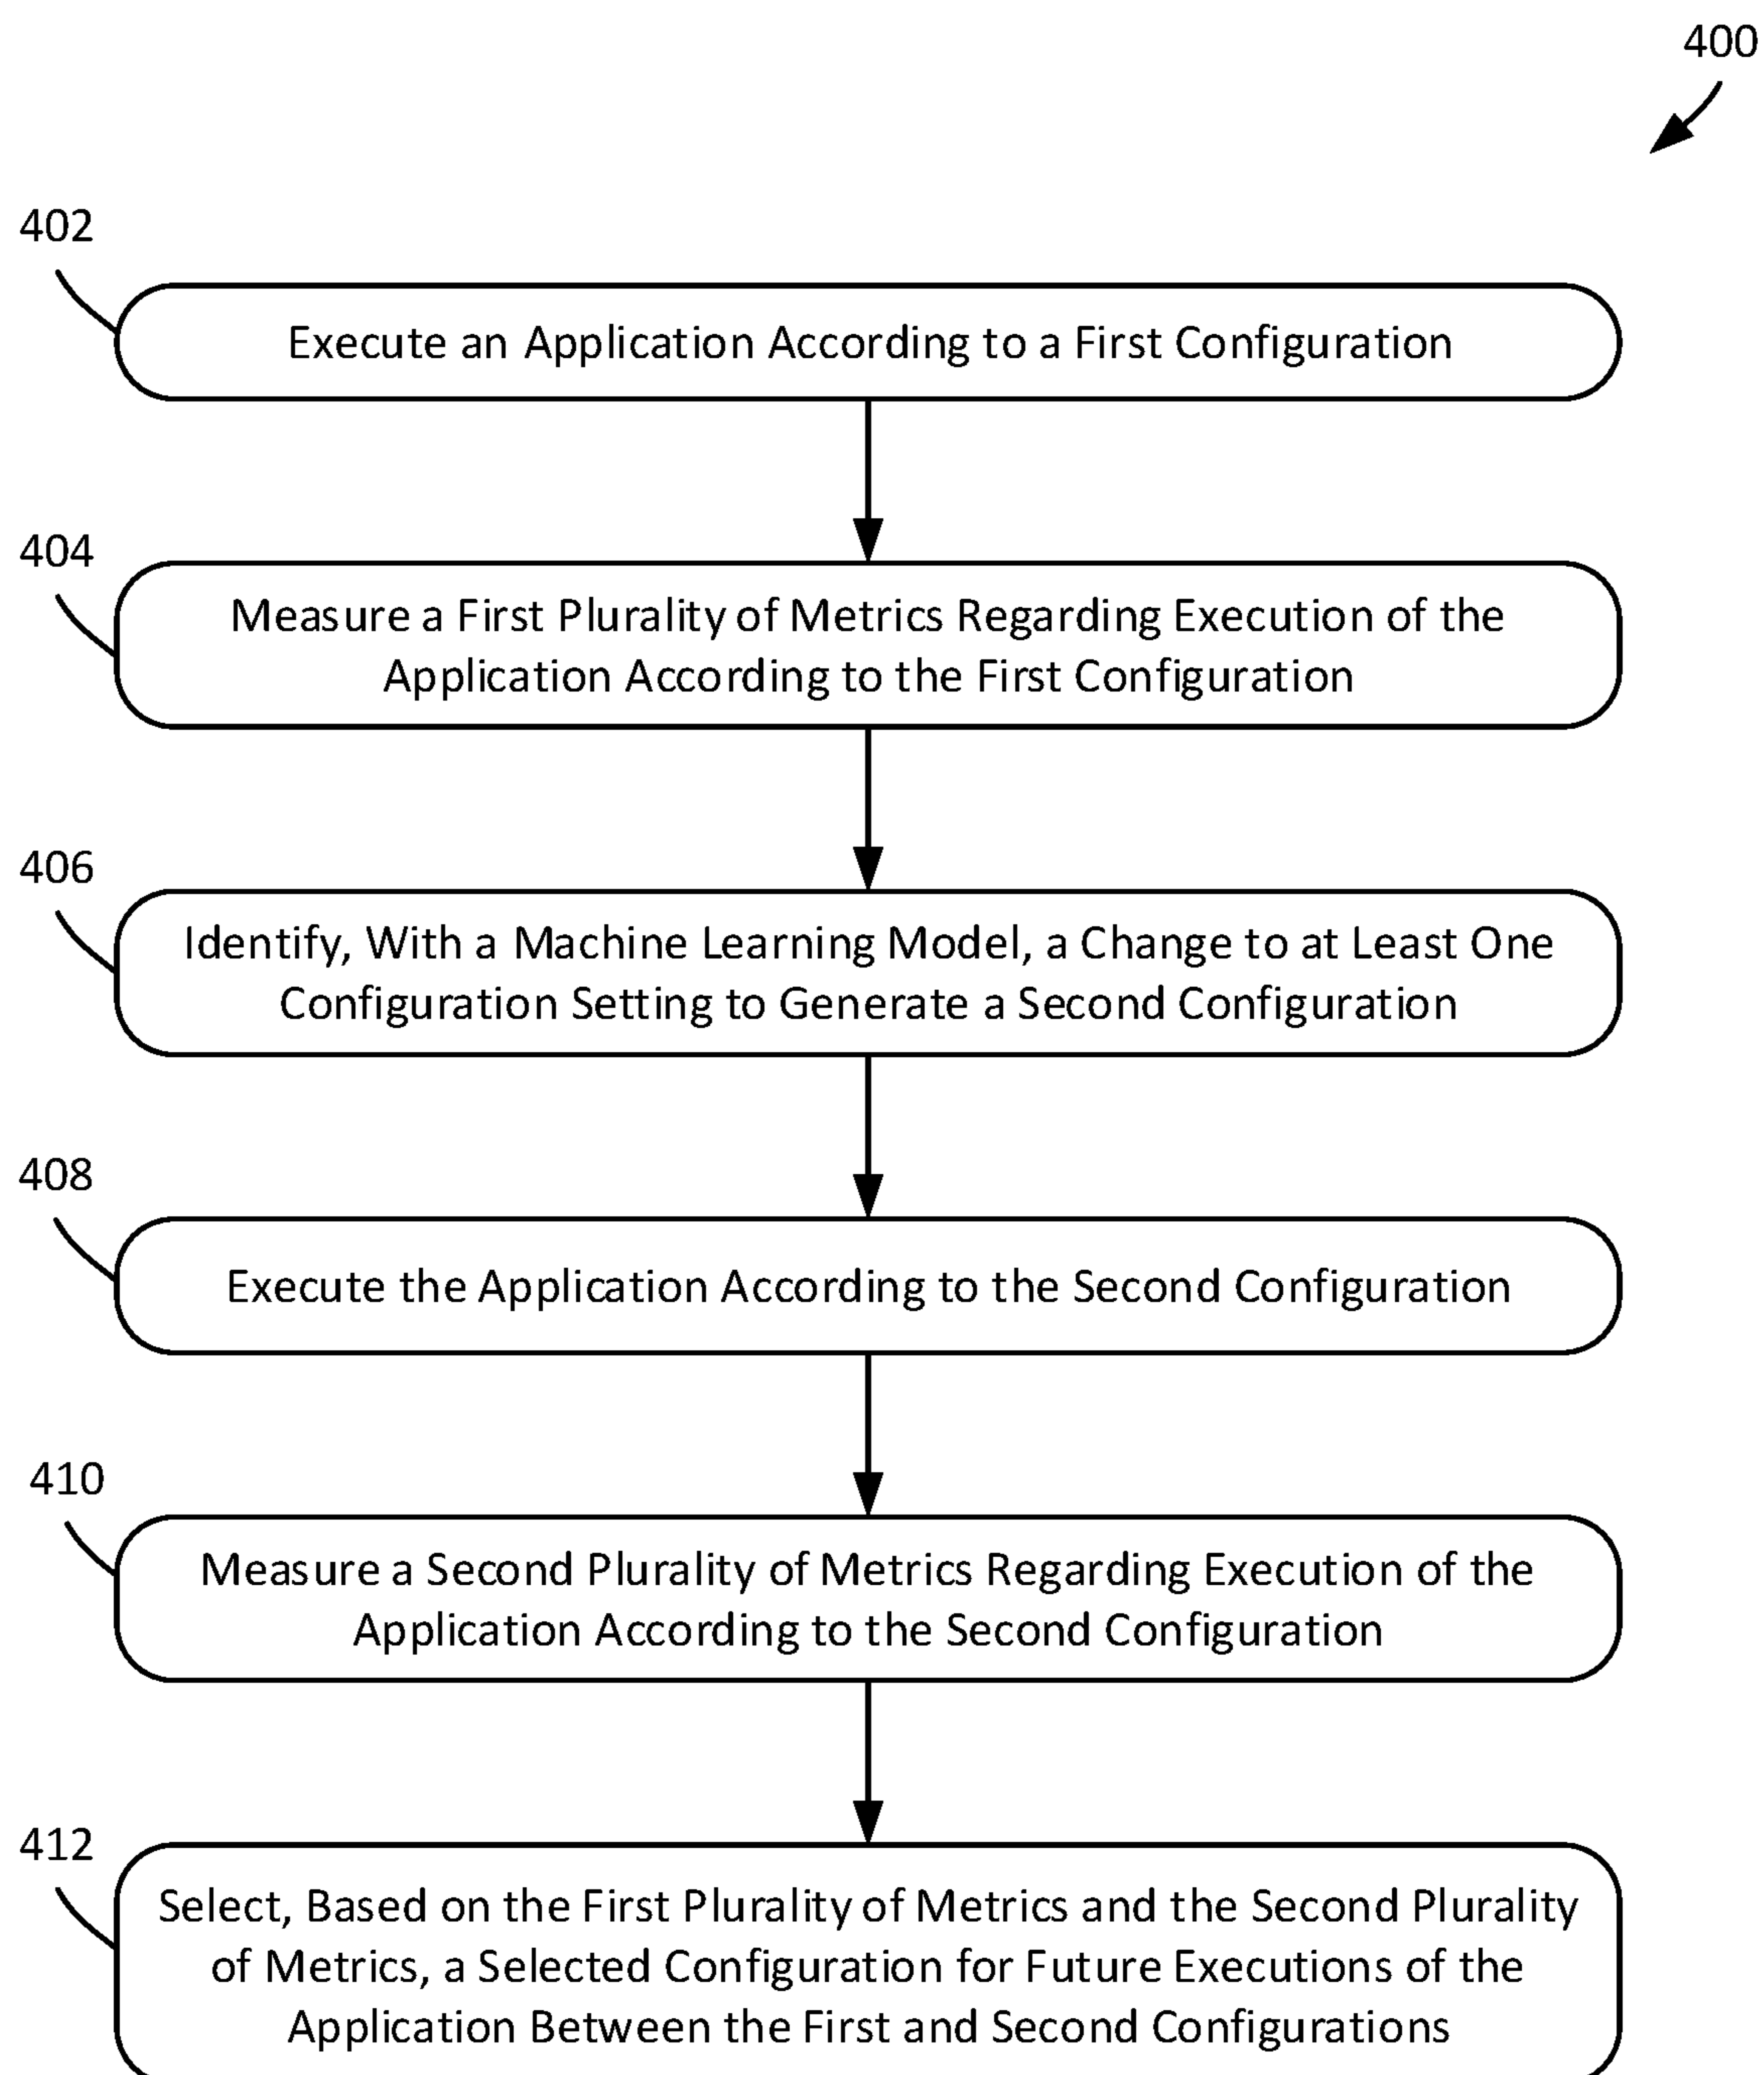 400
402
Execute an Application According to a First Configuration
404
Measure a First Plurality of Metrics Regarding Execution of the
Application According to the First Configuration
406
Identify, With a Machine Learning Model, a Change to at Least One
Configuration Setting to Generate a Second Configuration
408
Execute the Application According to the Second Configuration
410
Measure a Second Plurality of Metrics Regarding Execution of the
Application According to the Second Configuration
412
Select, Based on the First Plurality of Metrics and the Second Plurality
of Metrics, a Selected Configuration for Future Executions of the
Application Between the First and Second Configurations